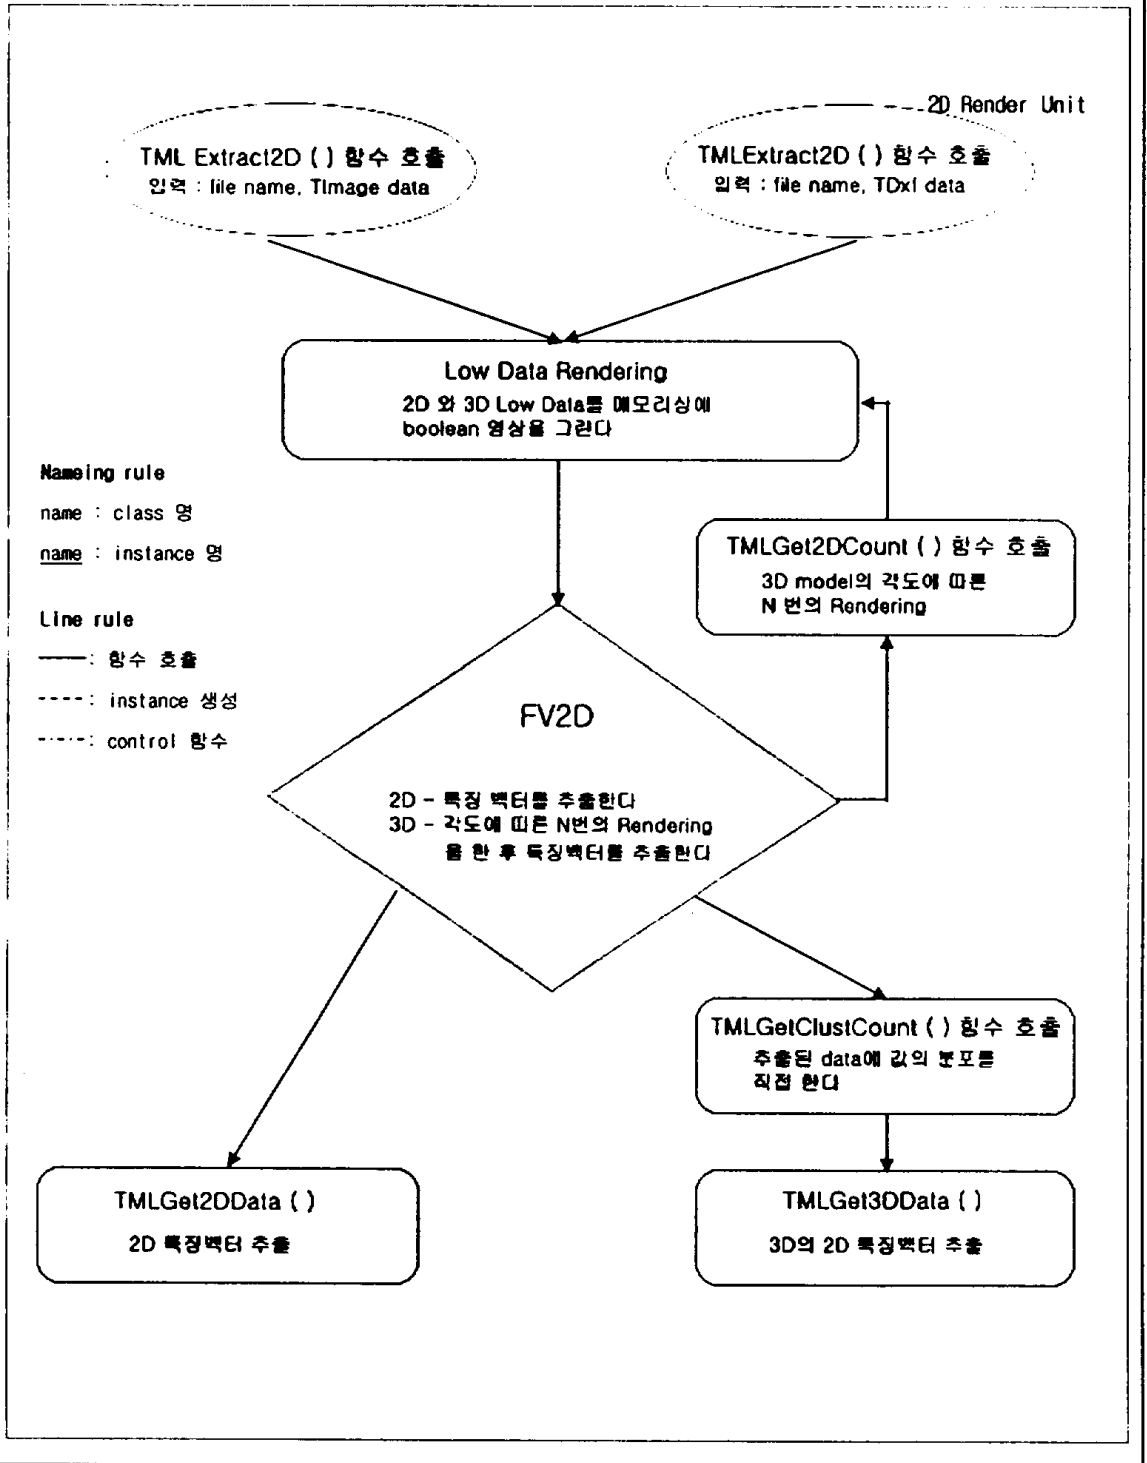 2D Render Unit
TML Extract2D ( ) 함수 호출
입력 : file name, TImage data
TMLExtract2D ( ) 함수 호출
입력 : file name, TDxf data
Low Data Rendering
2D 와 3D Low Data를 메모리상에
boolean 영상을 그린다
Nameing rule
name : class 명
name : instance 명
Line rule
——: 함수 호출
----: instance 생성
-·-·-: control 함수
TMLGet2DCount ( ) 함수 호출
3D model의 각도에 따른
N 번의 Rendering
FV2D
2D - 특징 벡터를 추출한다
3D - 각도에 따른 N번의 Rendering
을 한 후 특징벡터를 추출한다
TMLGetClustCount ( ) 함수 호출
추출된 data에 값의 분포를
직접 한다
TMLGet2DData ( )
2D 특징벡터 추출
TMLGet3DData ( )
3D의 2D 특징벡터 추출